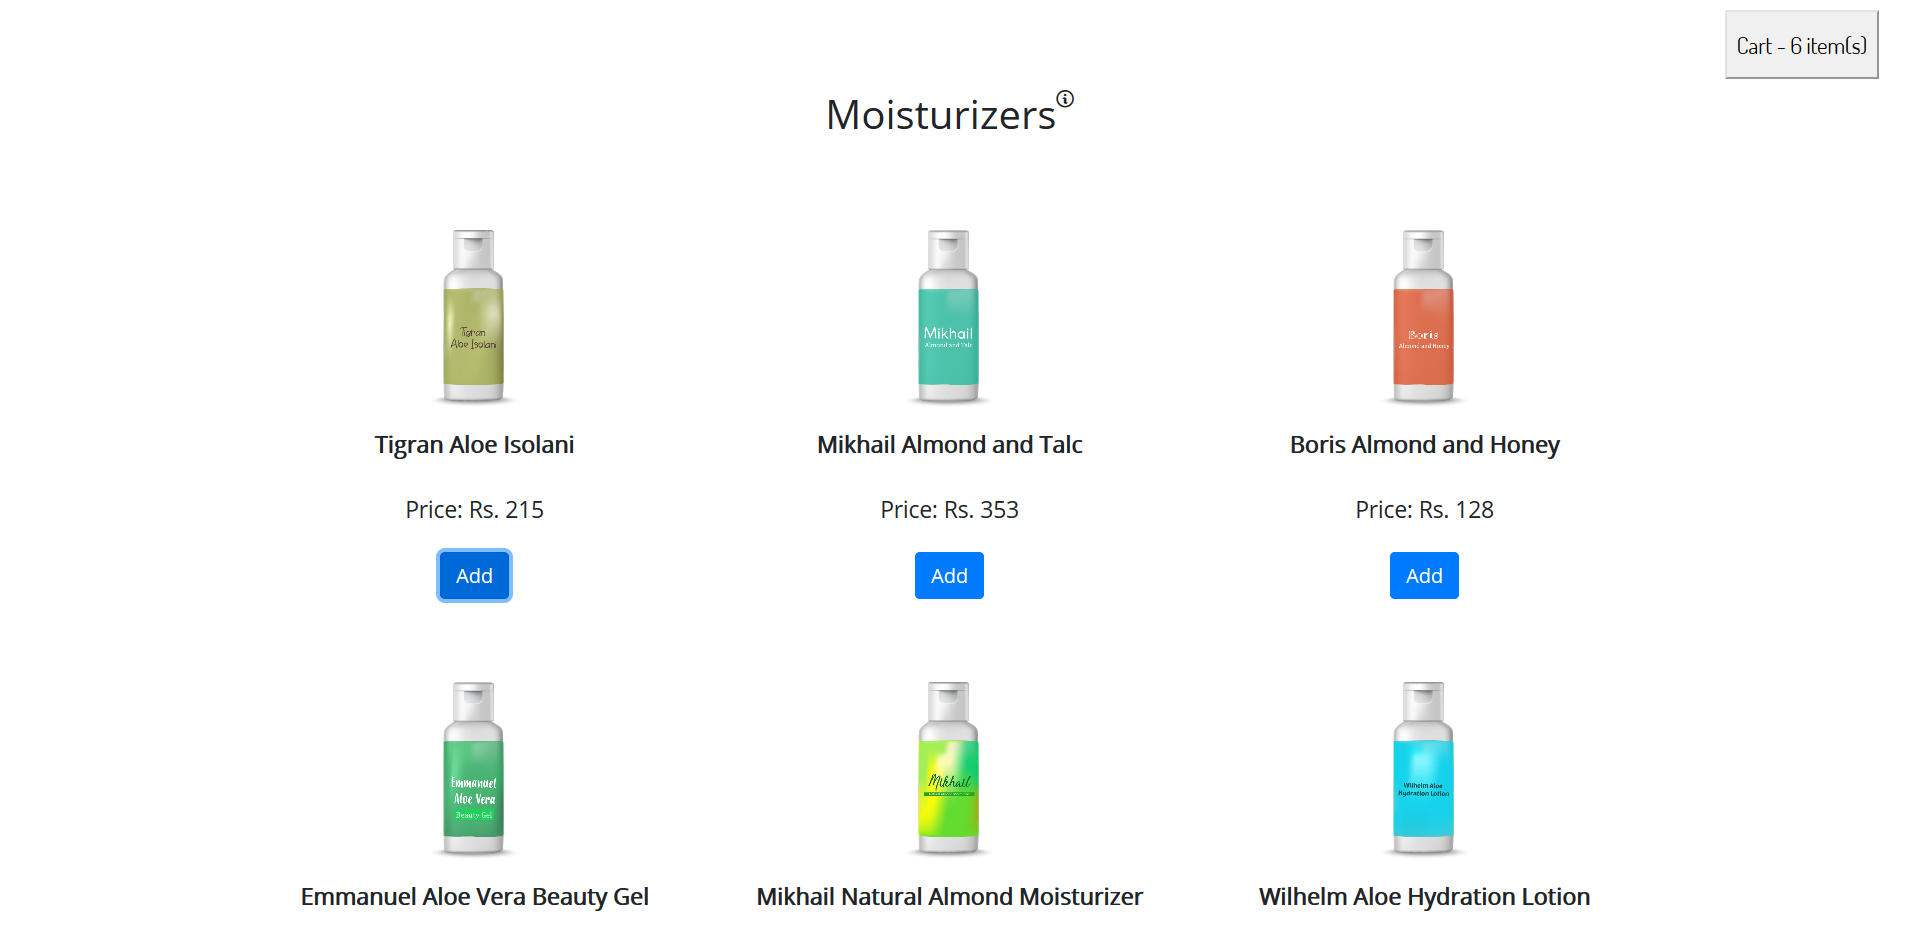 Cart - 6 item(s)
Moisturizers
Tigran
Aloe Isolani
Mikhail
Almond and Talc
Boris
Almond and Honey
Tigran Aloe Isolani
Mikhail Almond and Talc
Boris Almond and Honey
Price: Rs. 215
Price: Rs. 353
Price: Rs. 128
Add
Add
Add
Emmanuel
Aloe Vera
Beauty Gel
Mikhail
Wilhelm Aloe
Hydration Lotion
Emmanuel Aloe Vera Beauty Gel
Mikhail Natural Almond Moisturizer
Wilhelm Aloe Hydration Lotion